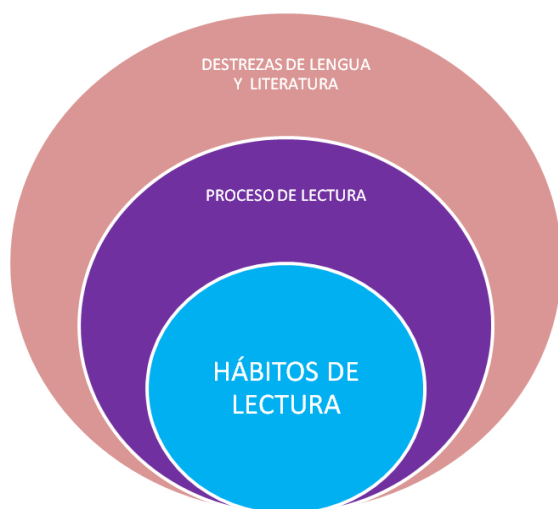 DESTREZAS DE LENGUA
Y LITERATURA
PROCESO DE LECTURA
HÁBITOS DE
LECTURA